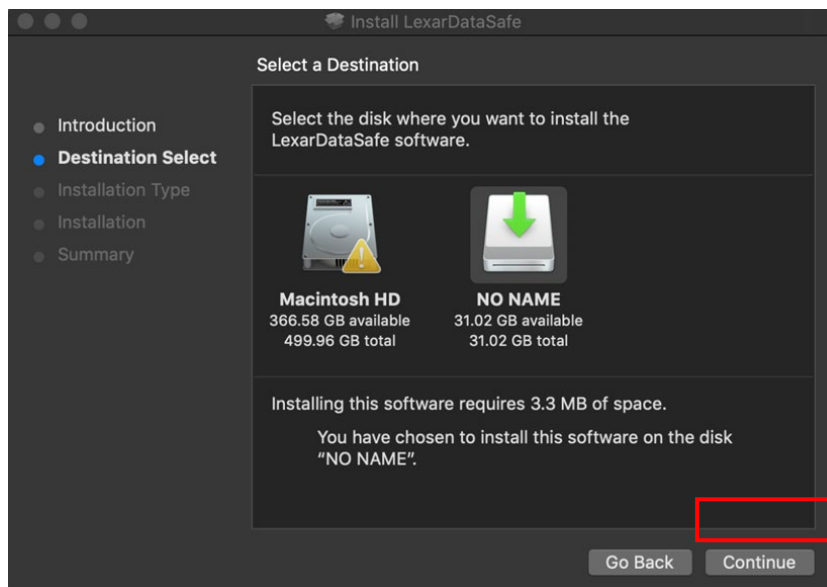 Install LexarDataSafe
Select a Destination
Introduction
Destination Select
Installation Type
Installation
Summary
Select the disk where you want to install the
LexarDataSafe software.
Macintosh HD
366.58 GB available
499.96 GB total
NO NAME
31.02 GB available
31.02 GB total
Installing this software requires 3.3 MB of space.
You have chosen to install this software on the disk
“NO NAME”.
Go Back
Continue